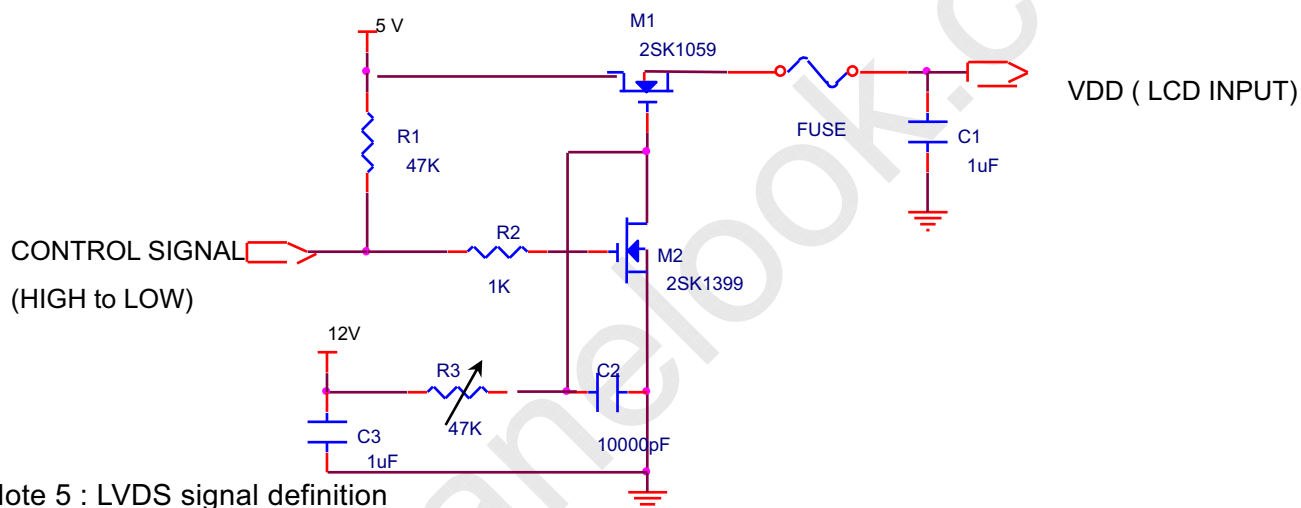 5 V
M1
2SK1059
VDD ( LCD INPUT)
R1
47K
FUSE
C1
1uF
CONTROL SIGNAL
(HIGH to LOW)
R2
1K
M2
2SK1399
12V
R3
47K
C2
10000pF
C3
1uF
Note 5 : LVDS signal definition
anelook.c